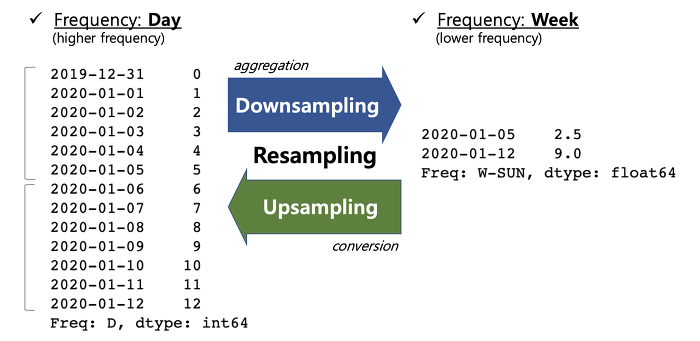 ✓ Frequency: Day
(higher frequency)
2019-12-31 0
2020-01-01 1
2020-01-02 2
2020-01-03 3
2020-01-04 4
2020-01-05 5
2020-01-06 6
2020-01-07 7
2020-01-08 8
2020-01-09 9
2020-01-10 10
2020-01-11 11
2020-01-12 12
Freq: D, dtype: int64
aggregation
Downsampling
Resampling
Upsampling
conversion
✓ Frequency: Week
(lower frequency)
2020-01-05 2.5
2020-01-12 9.0
Freq: W-SUN, dtype: float64